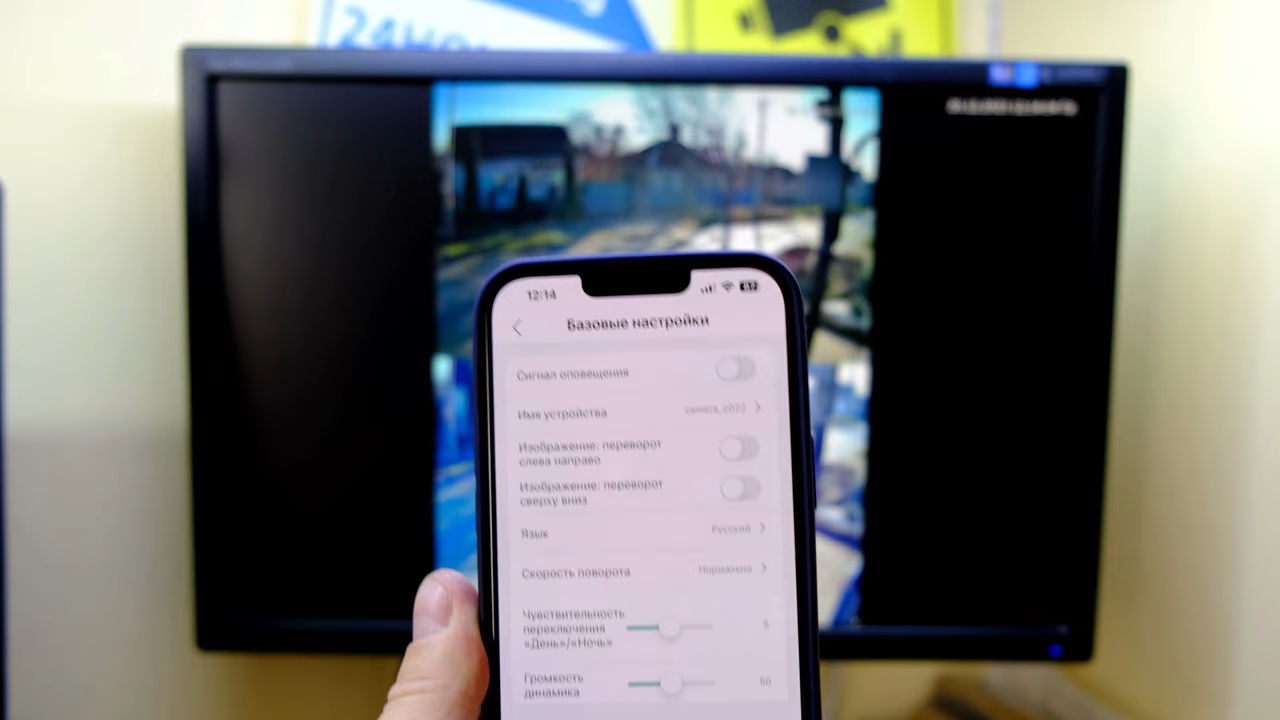 12:14
Базовые настройки
Сигнал оповещения
Имя устройства
camera_c022
Изображение: переворот
слева направо
Изображение: переворот
сверху вниз
Язык
Русский
Скорость поворота
Нормально
Чувствительность
переключения
«День»/«Ночь»
5
Громкость
динамика
50